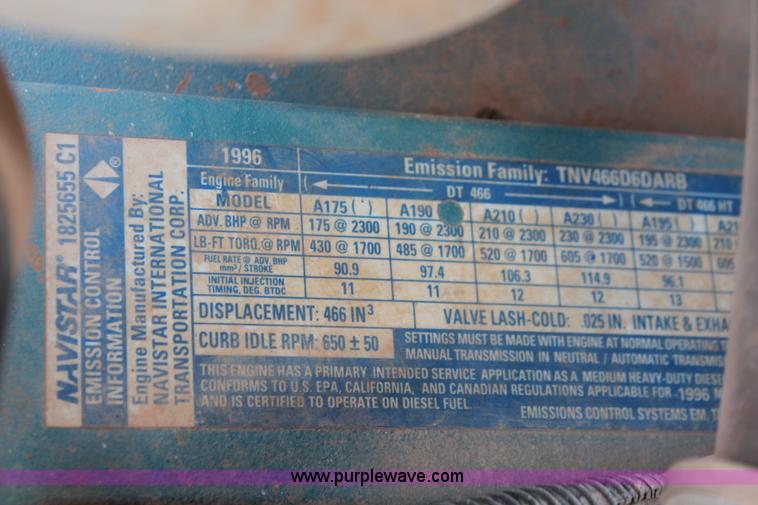 NAVISTAR® 1825655 C1
EMISSION CONTROL
INFORMATION
®
Engine Manufactured By:
NAVISTAR INTERNATIONAL
TRANSPORTATION CORP.
1996 Emission Family: TNV466D6DARB
Engine Family DT 466 DT 466 HT
MODEL A175 ( ) A190 A210 ( ) A230 ( ) A195 ( )
ADV. BHP @ RPM 175 @ 2300 190 @ 2300 210 @ 2300 230 @ 2300 195 @ 2300 210
LB-FT TORQ. @ RPM 430 @ 1700 485 @ 1700 520 @ 1700 605 @ 1700 520 @ 1500 605
FUEL RATE @ ADV. BHP mm³ / STROKE 90.9 97.4 106.3 114.9 96.1
INITIAL INJECTION TIMING, DEG. BTDC 11 11 12 12 13
DISPLACEMENT: 466 IN³ VALVE LASH-COLD: .025 IN. INTAKE & EXHA
CURB IDLE RPM: 650 ± 50
SETTINGS MUST BE MADE WITH ENGINE AT NORMAL OPERATING
MANUAL TRANSMISSION IN NEUTRAL / AUTOMATIC TRANSMIS
THIS ENGINE HAS A PRIMARY INTENDED SERVICE APPLICATION AS A MEDIUM HEAVY-DUTY DIESE
CONFORMS TO U.S. EPA, CALIFORNIA, AND CANADIAN REGULATIONS APPLICABLE FOR 1996 M
AND IS CERTIFIED TO OPERATE ON DIESEL FUEL.
EMISSIONS CONTROL SYSTEMS EM.
www.purplewave.com